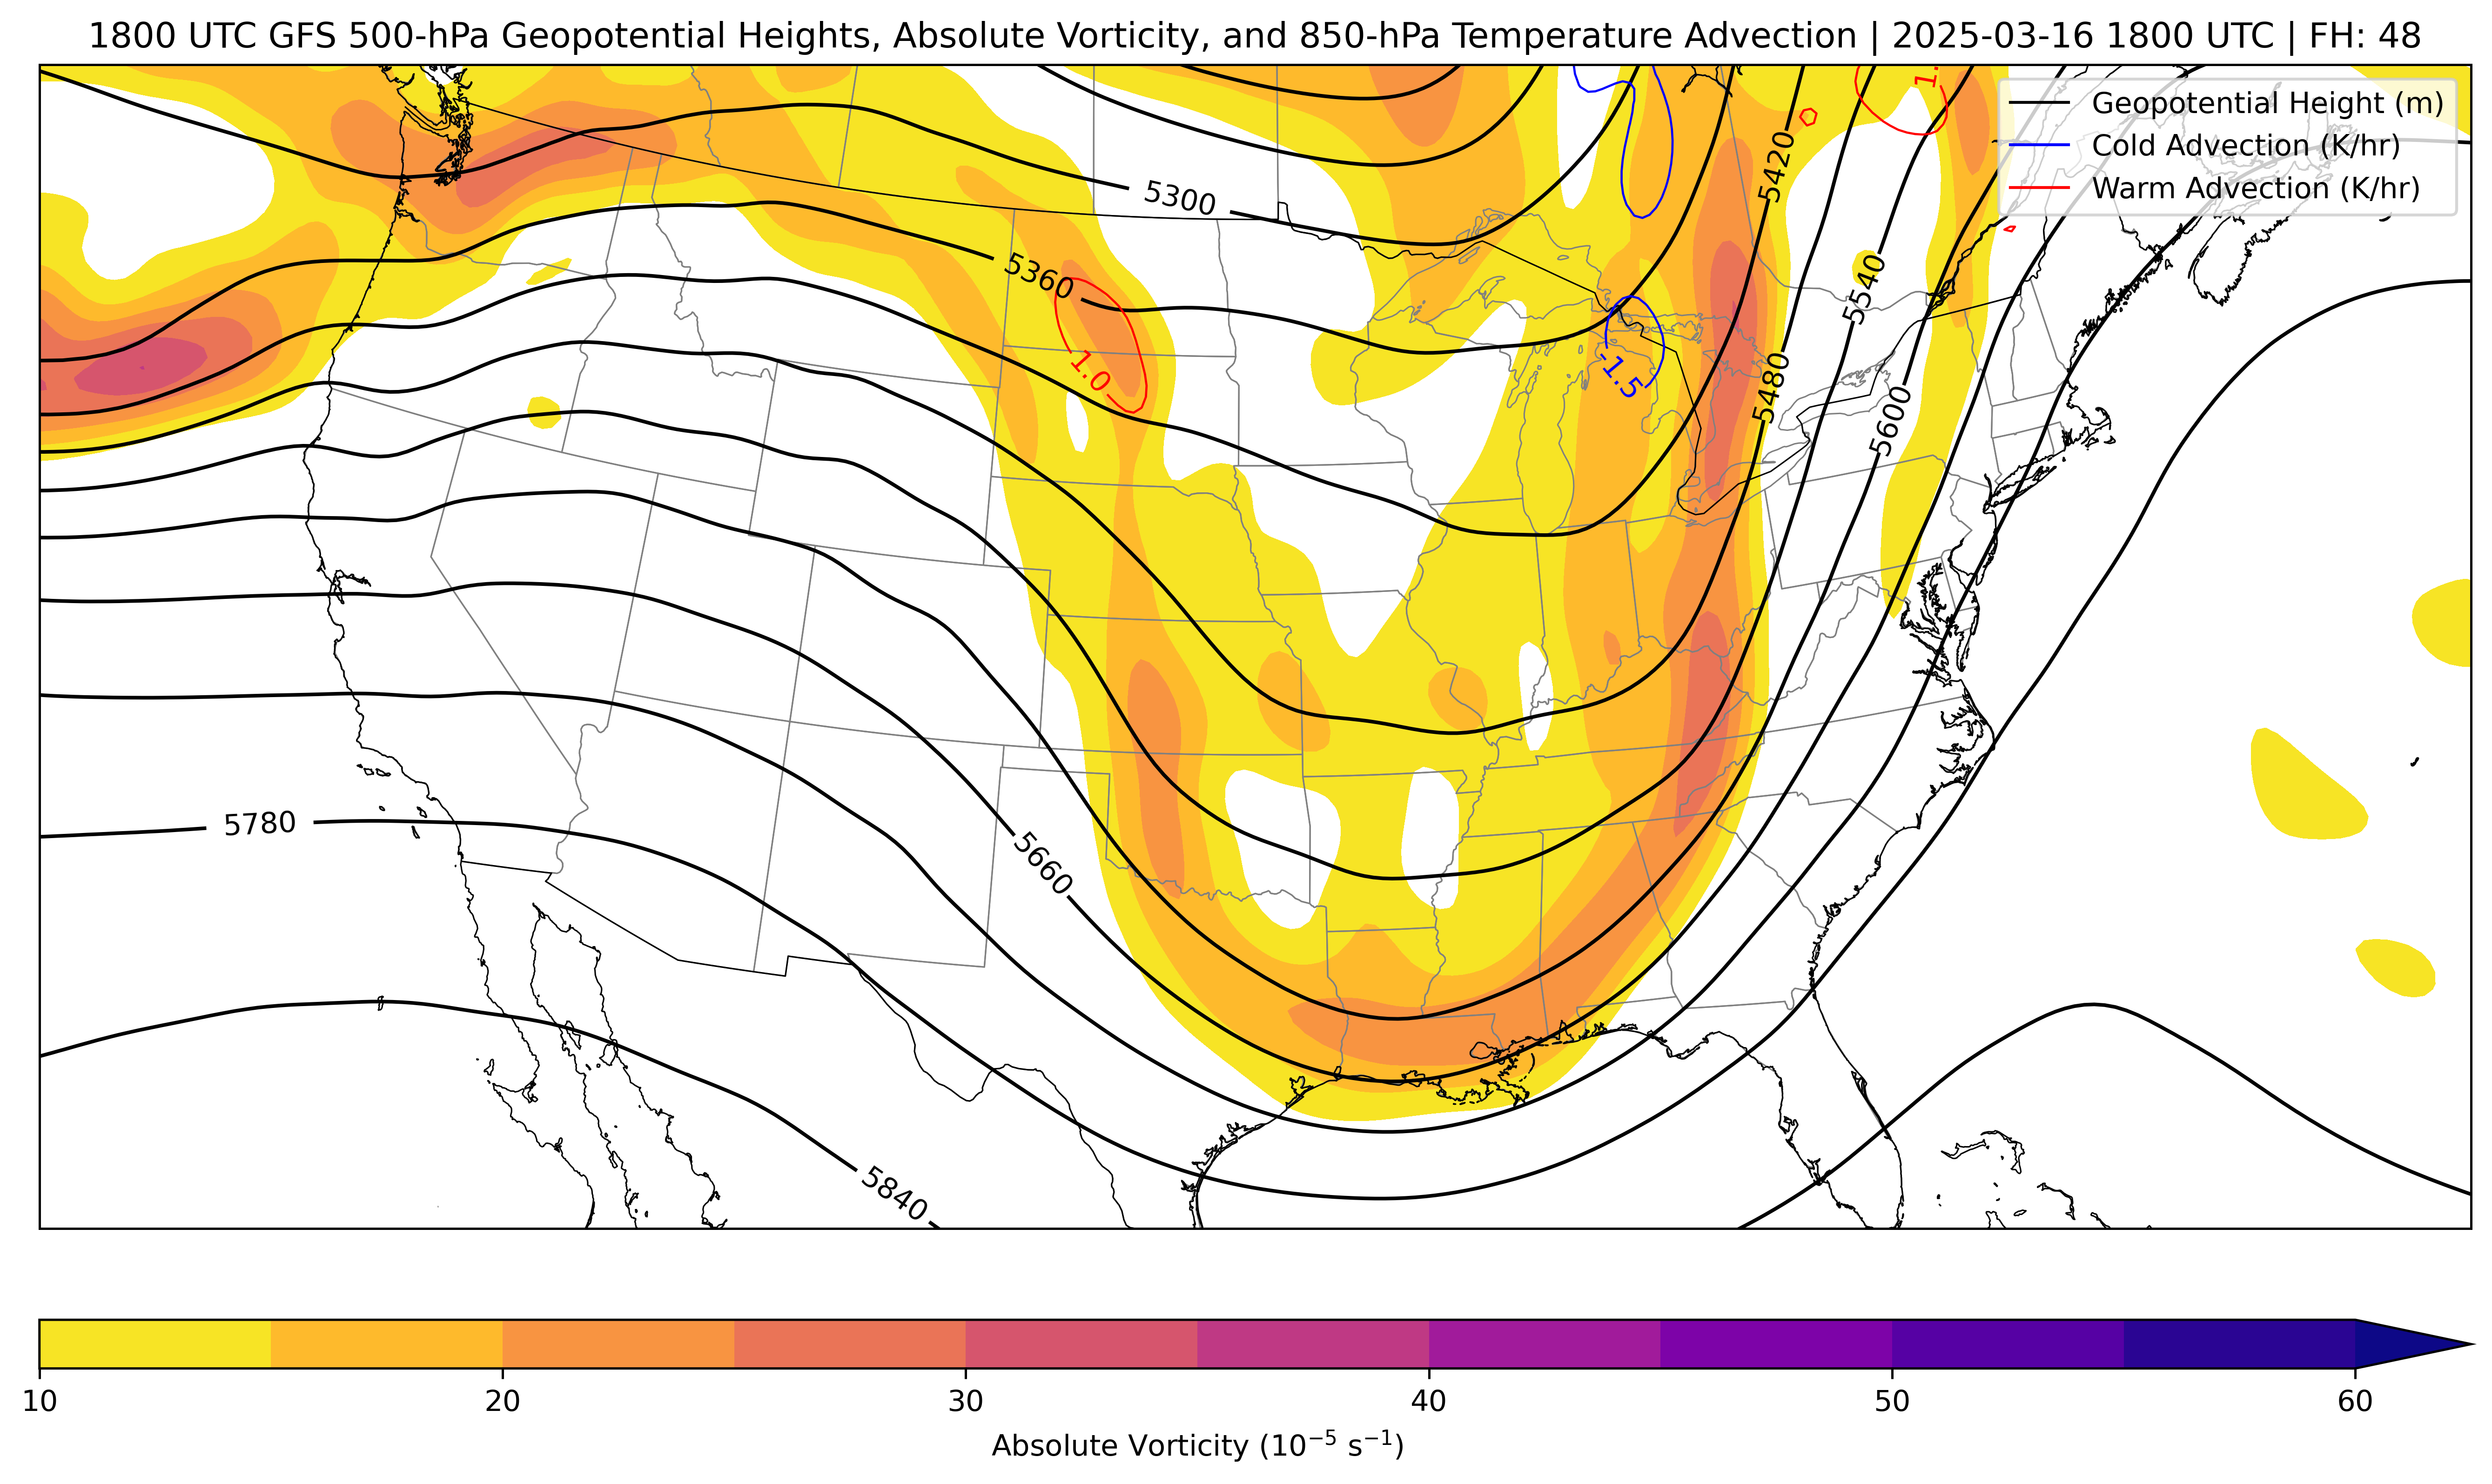 1800 UTC GFS 500-hPa Geopotential Heights, Absolute Vorticity, and 850-hPa Temperature Advection | 2025-03-16 1800 UTC | FH: 48
Geopotential Height (m)
Cold Advection (K/hr)
Warm Advection (K/hr)
1.
5420
5300
5360
5540
1.0
-1.5
5480
5600
5780
5660
5840
10 20 30 40 50 60
Absolute Vorticity (10⁻⁵ s⁻¹)